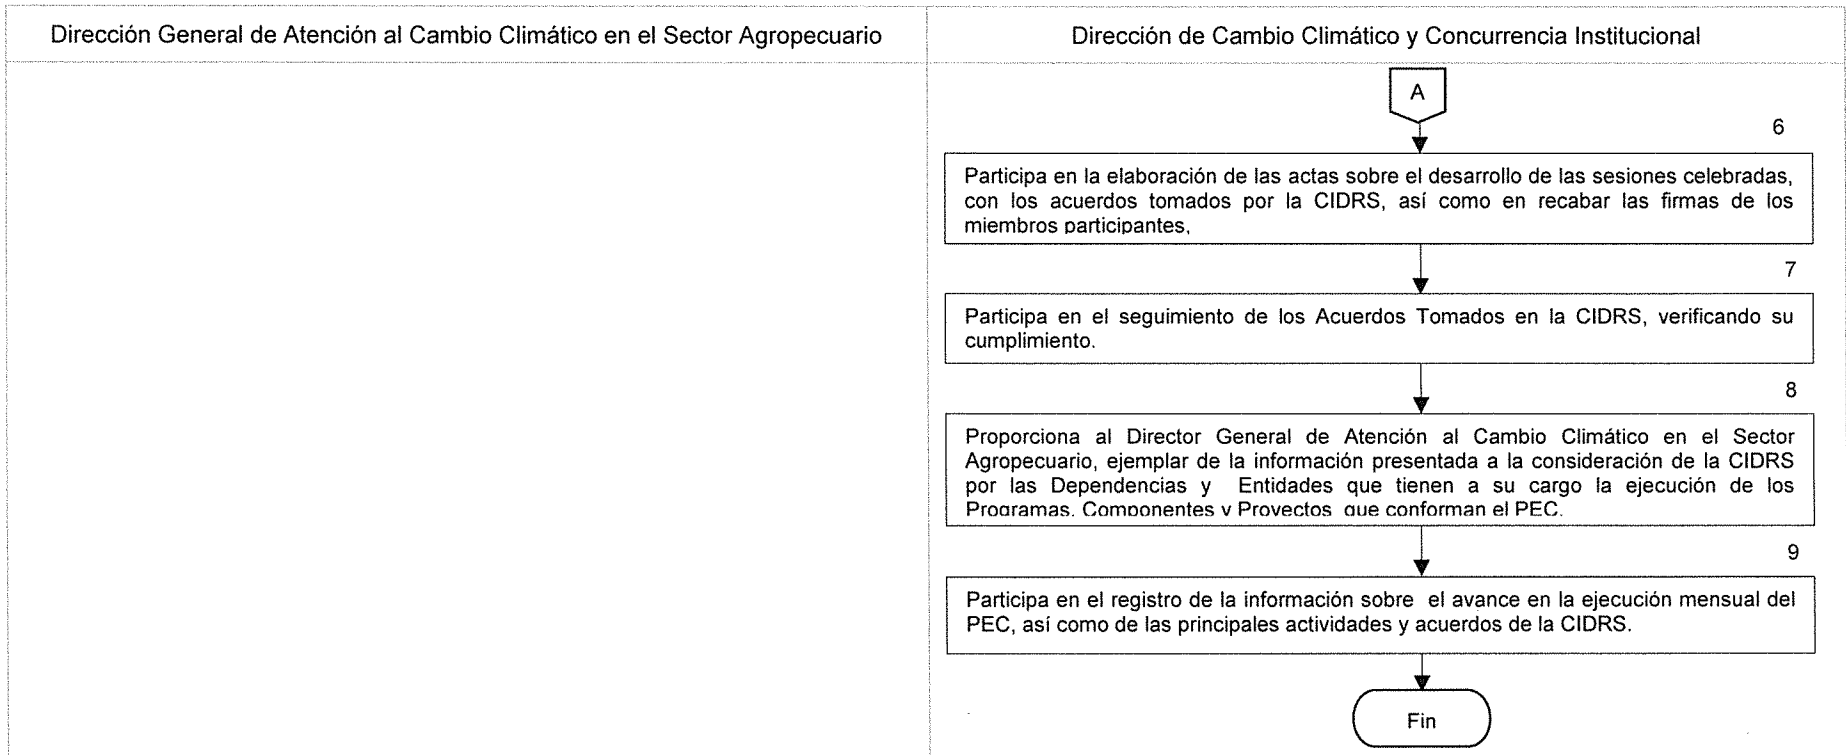 Dirección General de Atención al Cambio Climático en el Sector Agropecuario
Dirección de Cambio Climático y Concurrencia Institucional
A
6
Participa en la elaboración de las actas sobre el desarrollo de las sesiones celebradas,
con los acuerdos tomados por la CIDRS, así como en recabar las firmas de los
miembros participantes,
7
Participa en el seguimiento de los Acuerdos Tomados en la CIDRS, verificando su
cumplimiento.
8
Proporciona al Director General de Atención al Cambio Climático en el Sector
Agropecuario, ejemplar de la información presentada a la consideración de la CIDRS
por las Dependencias y Entidades que tienen a su cargo la ejecución de los
Programas, Componentes y Proyectos que conforman el PEC.
9
Participa en el registro de la información sobre el avance en la ejecución mensual del
PEC, así como de las principales actividades y acuerdos de la CIDRS.
Fin